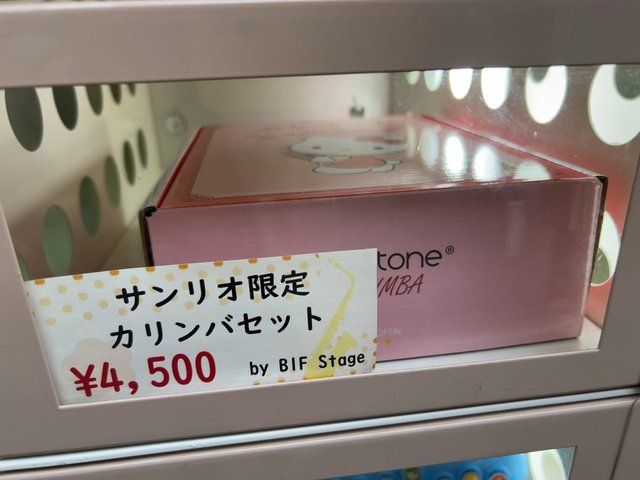 tone®
サンリオ限定
カリンバセット
¥4,500
by BIF Stage
OPEN